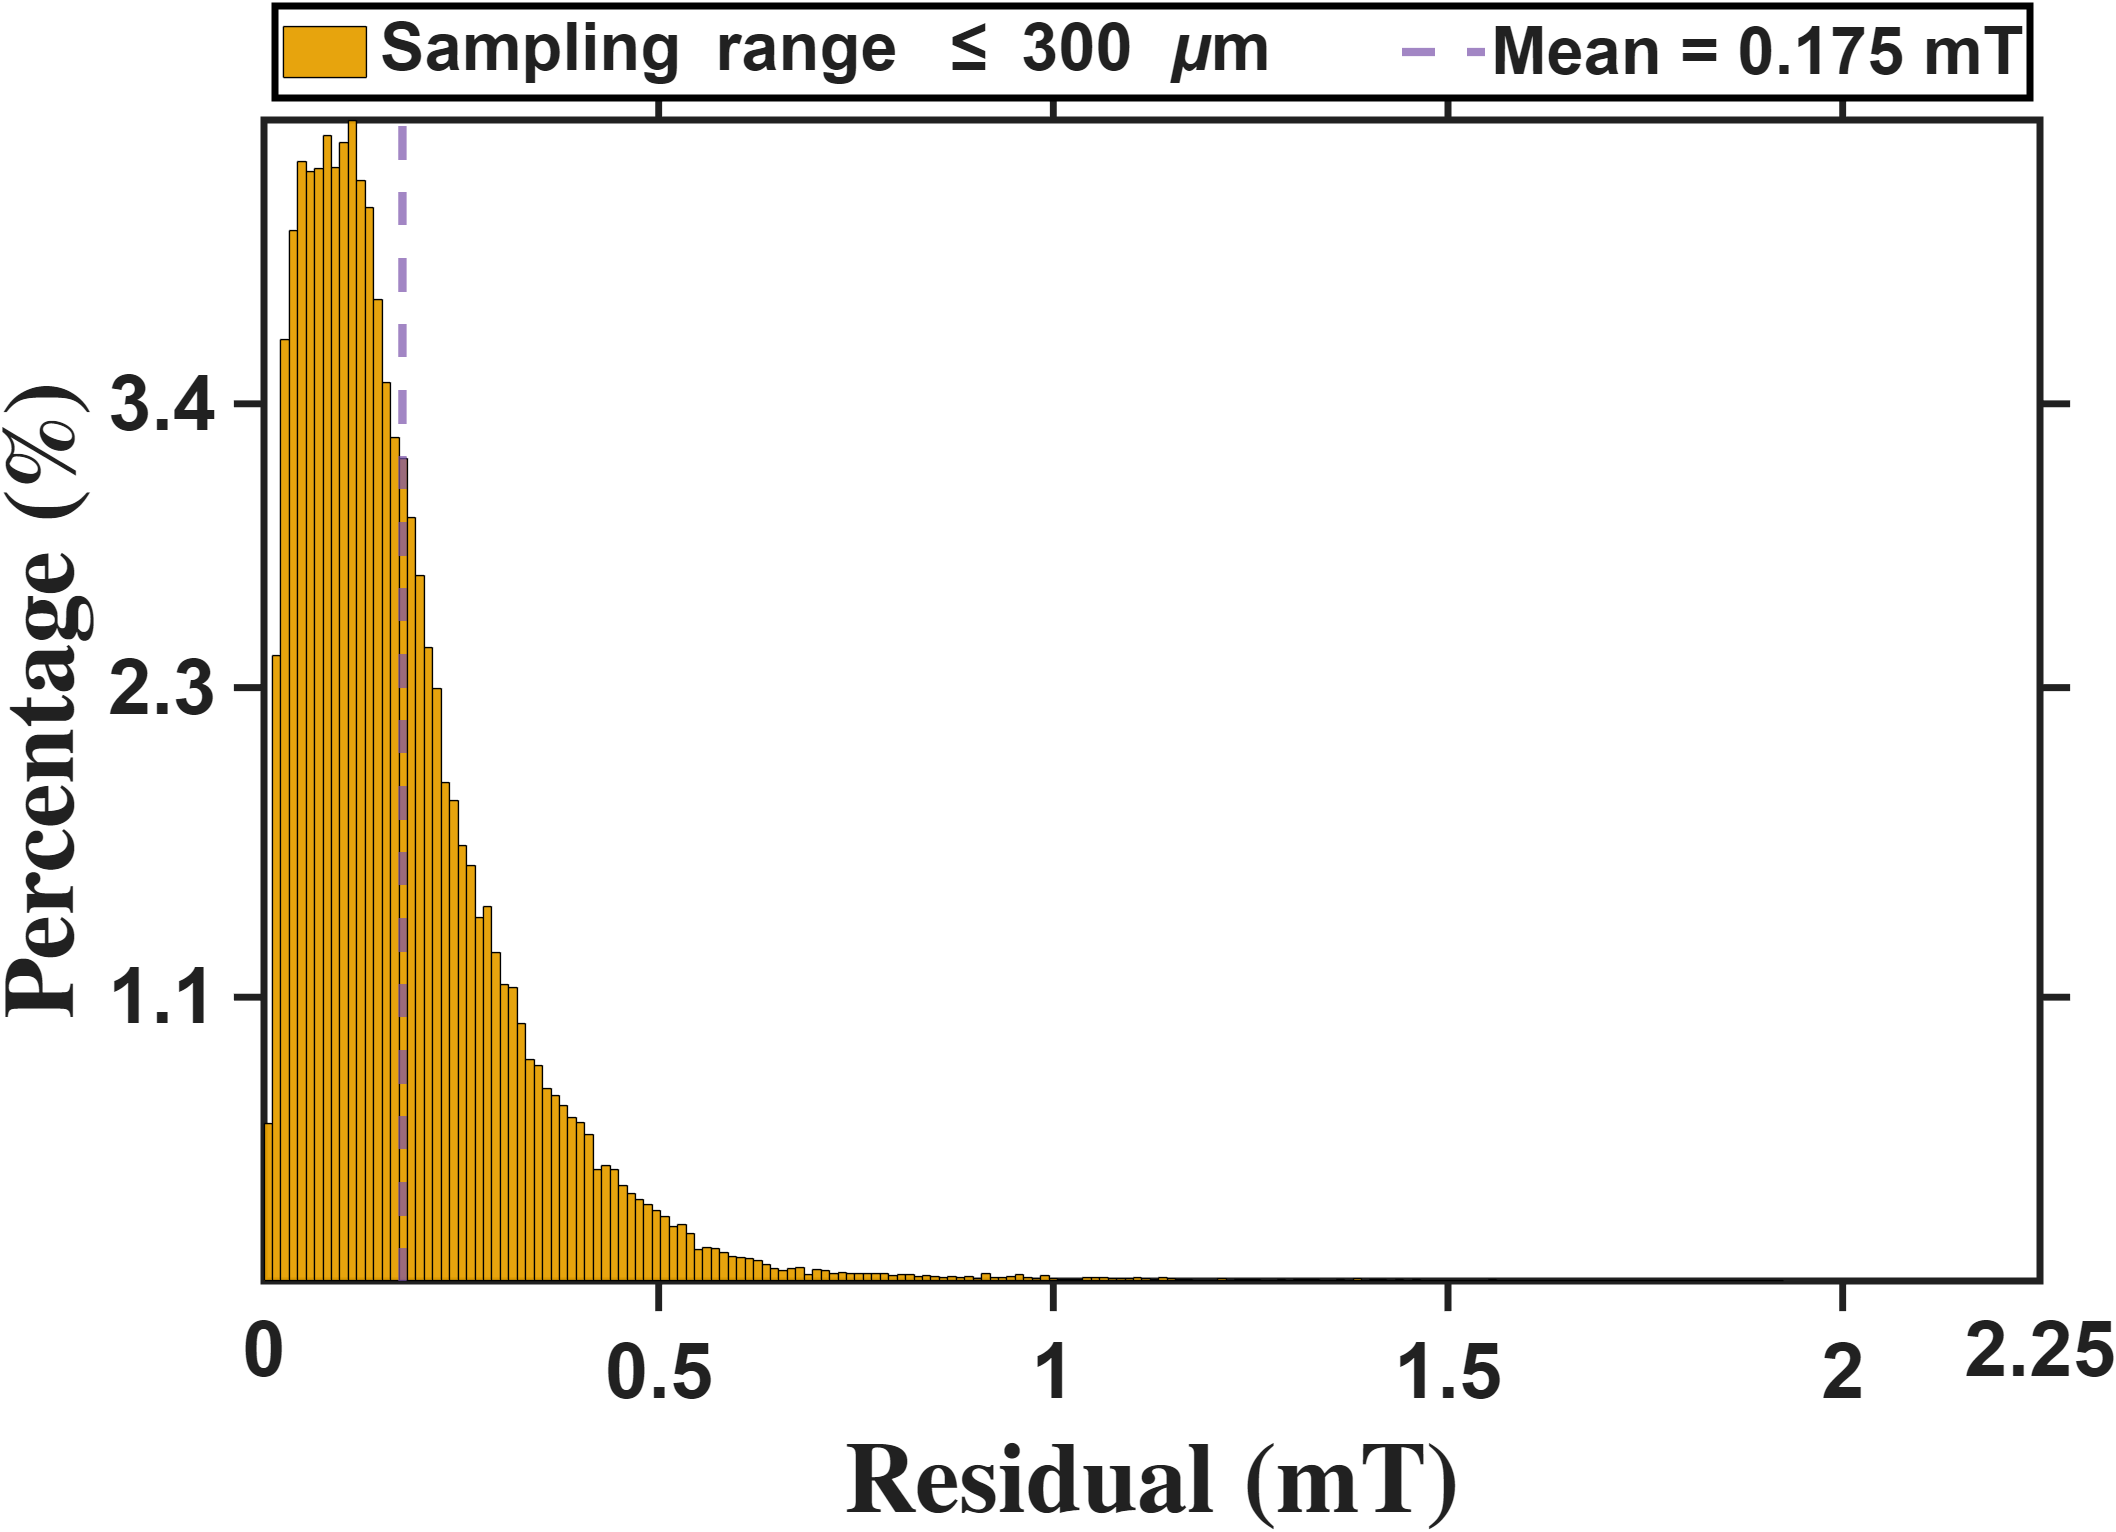 Sampling range ≤ 300 μm
Mean = 0.175 mT
Percentage (%)
3.4
2.3
1.1
0
0.5
1
1.5
2
2.25
Residual (mT)